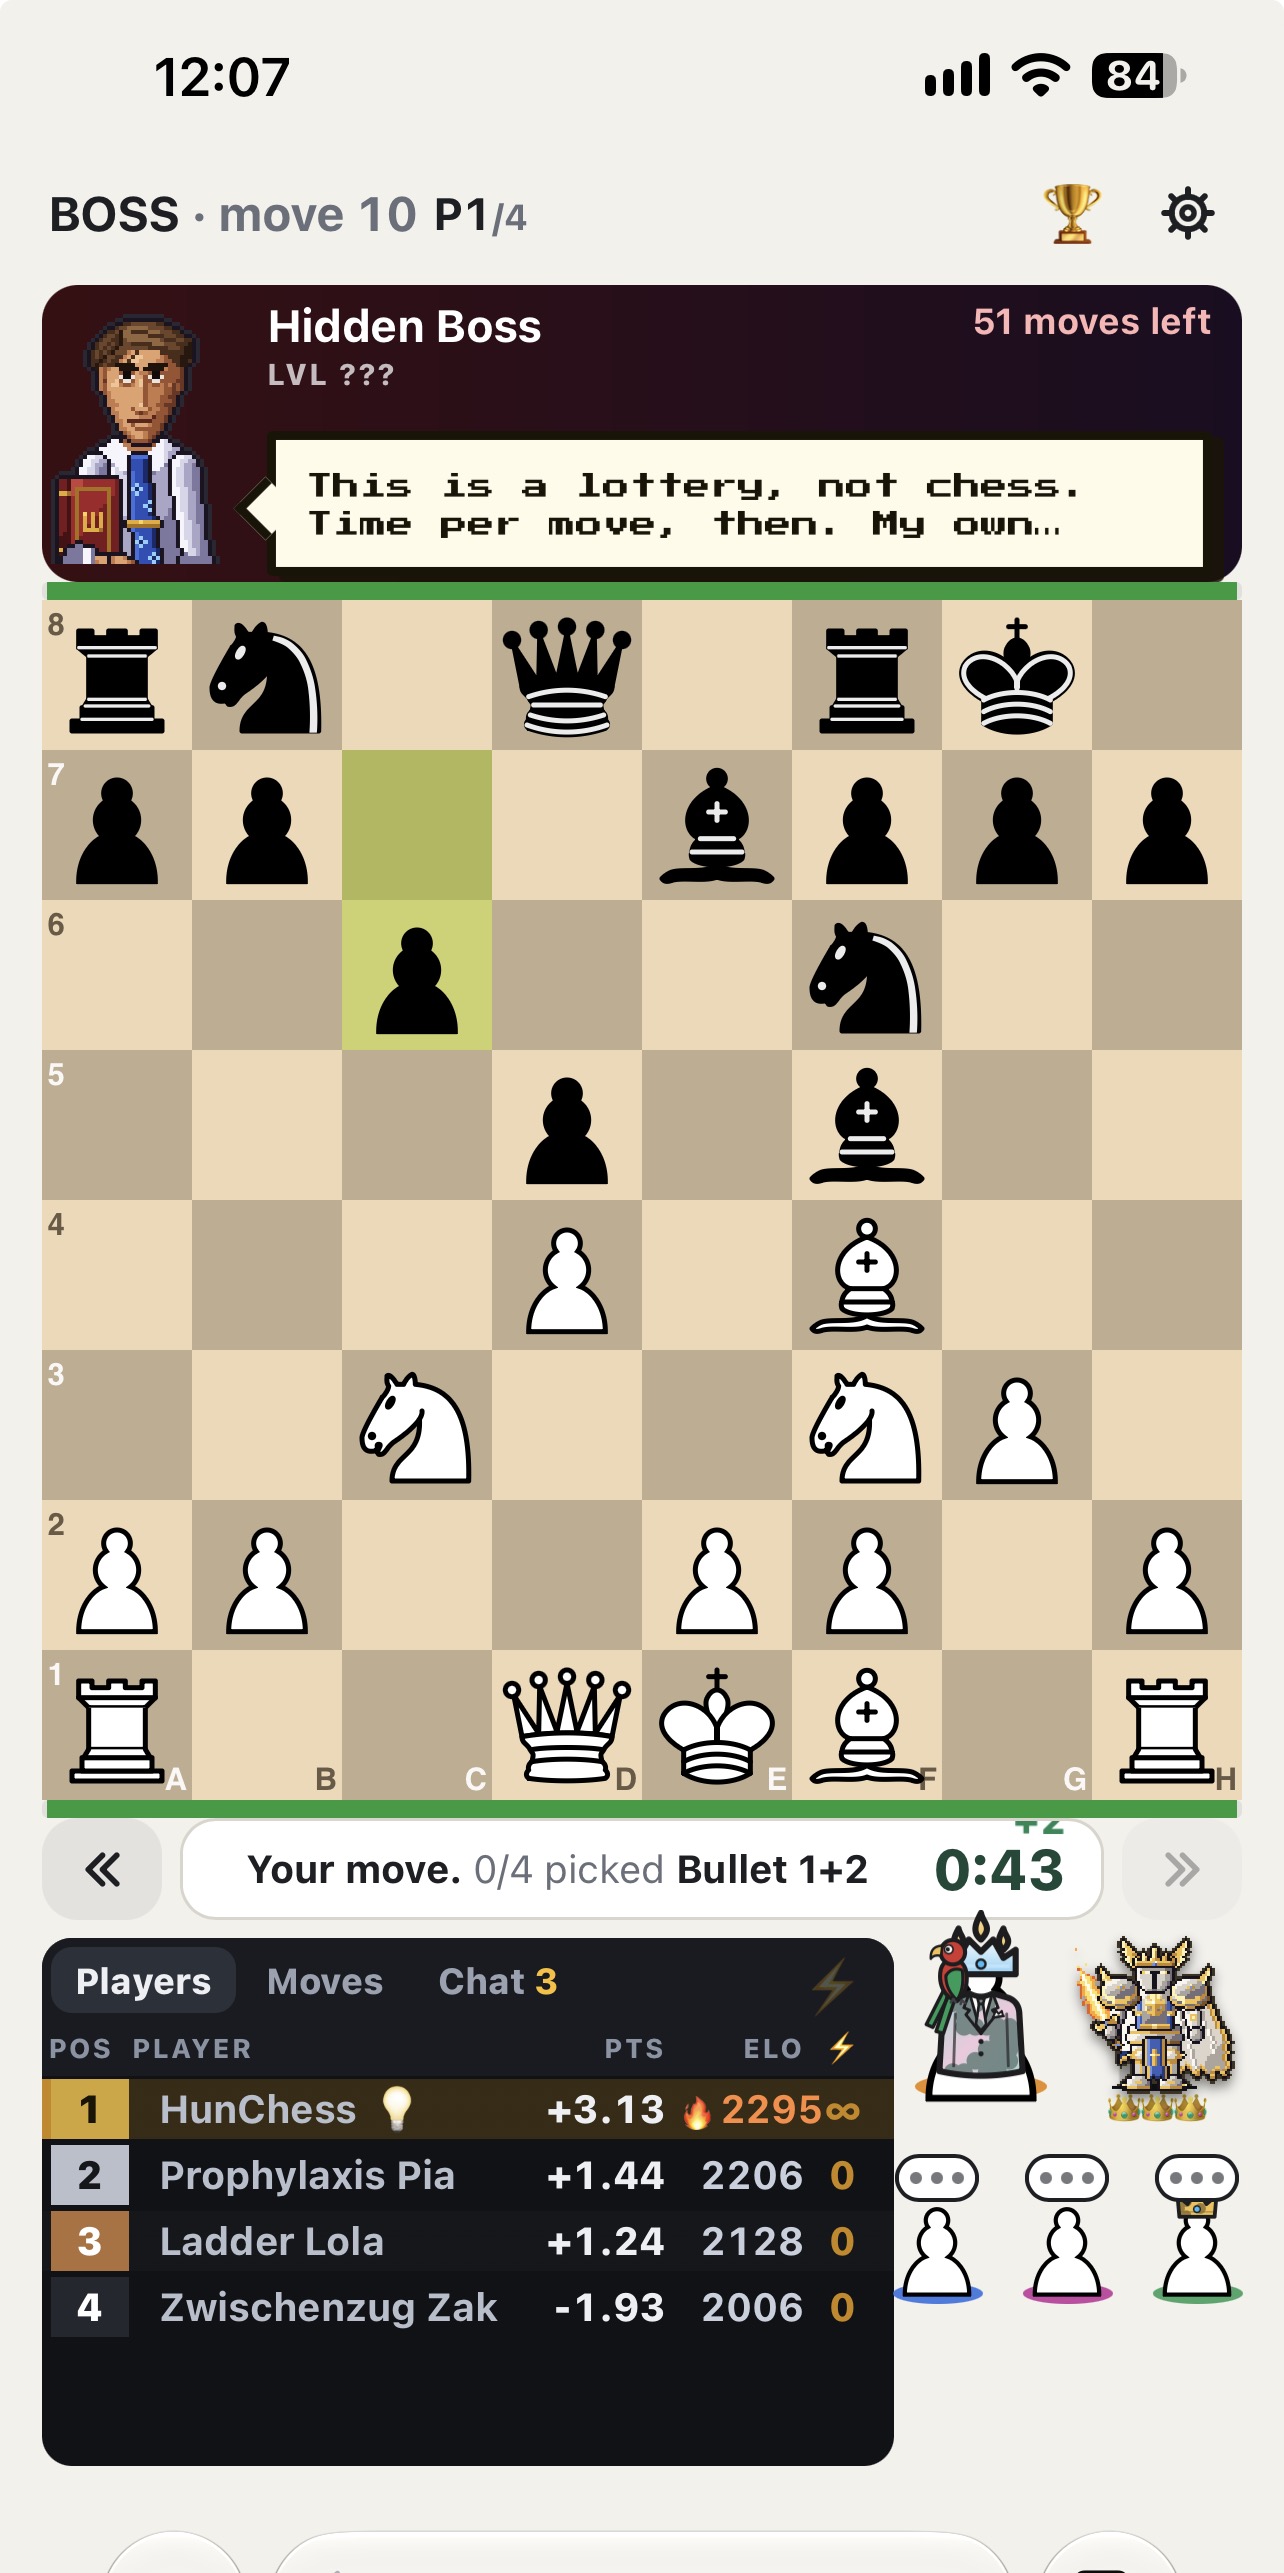 12:07
84
BOSS · move 10 P1/4
Hidden Boss
51 moves left
LVL ???
This is a lottery, not chess.
Time per move, then. My own…
8
7
6
5
4
3
2
1
A B C D E F G H
+2
Your move. 0/4 picked Bullet 1+2 0:43
Players Moves Chat 3
POS PLAYER PTS ELO
1 HunChess +3.13 2295 ∞
2 Prophylaxis Pia +1.44 2206 0
3 Ladder Lola +1.24 2128 0
4 Zwischenzug Zak -1.93 2006 0